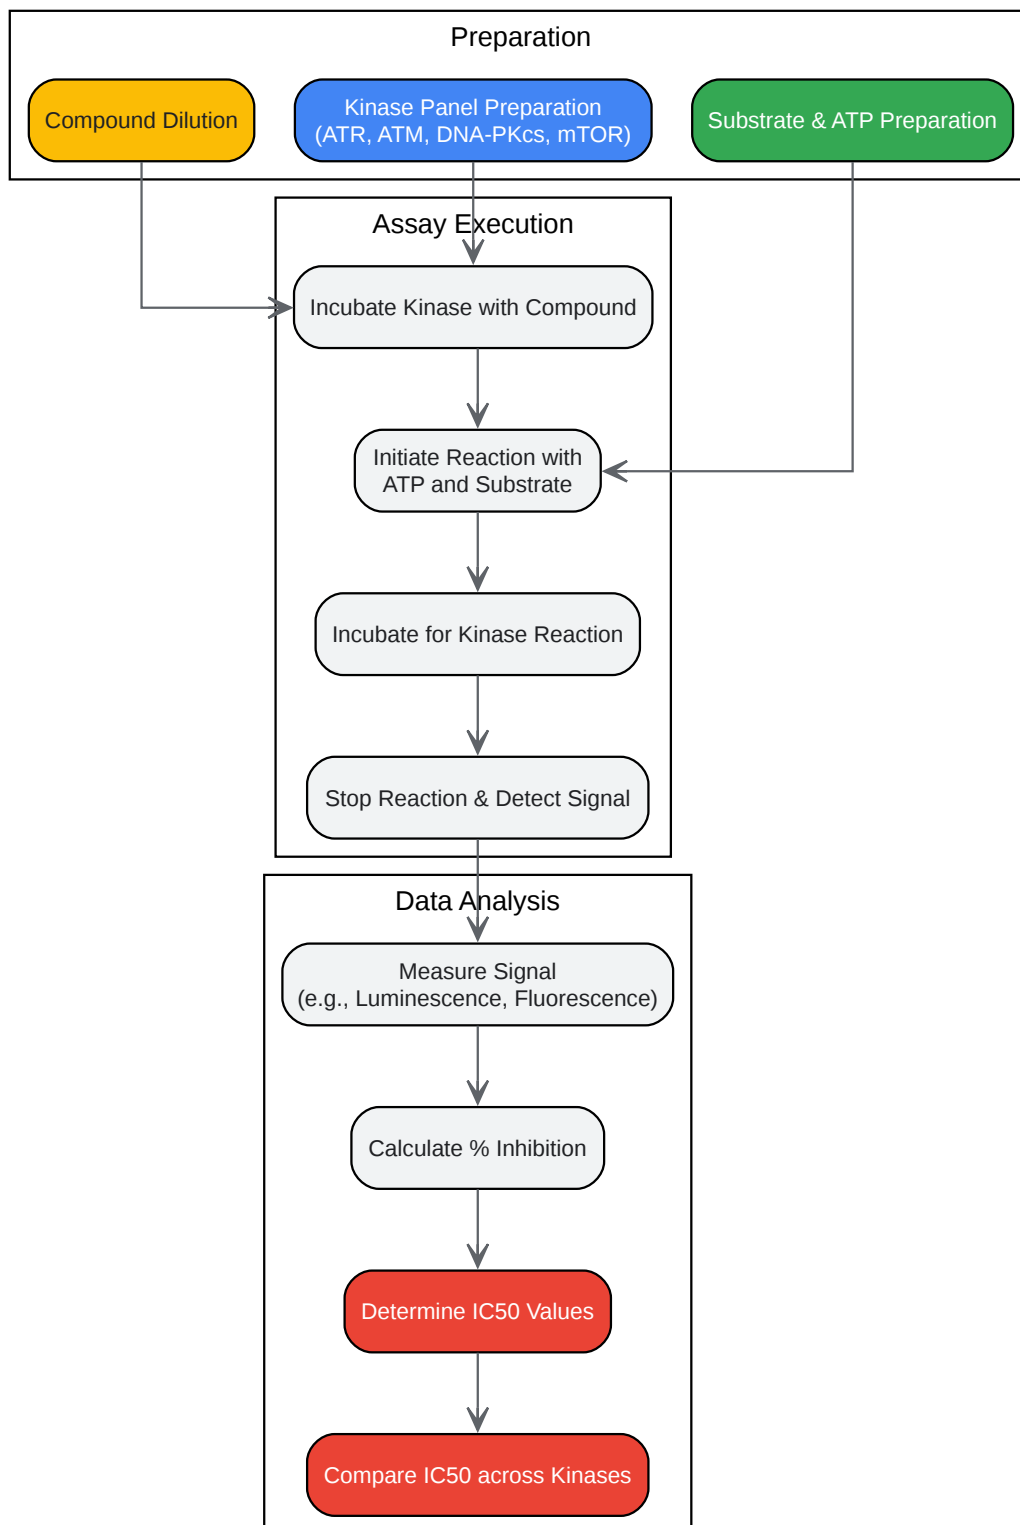 Preparation
Compound Dilution
Kinase Panel Preparation
(ATR, ATM, DNA-PKcs, mTOR)
Substrate & ATP Preparation
Assay Execution
Incubate Kinase with Compound
Initiate Reaction with
ATP and Substrate
Incubate for Kinase Reaction
Stop Reaction & Detect Signal
Data Analysis
Measure Signal
(e.g., Luminescence, Fluorescence)
Calculate % Inhibition
Determine IC50 Values
Compare IC50 across Kinases